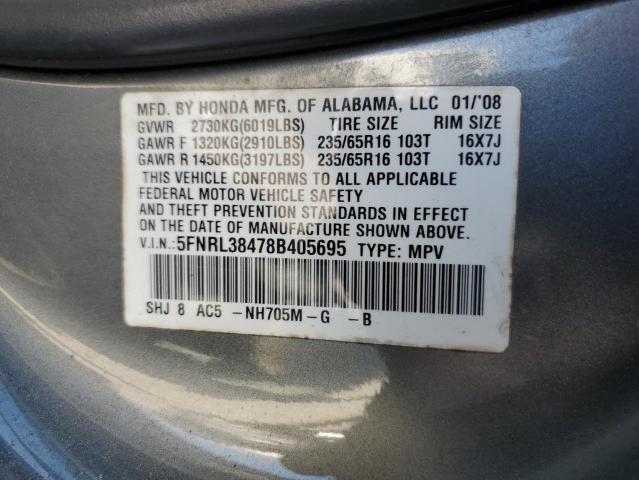 MFD. BY HONDA MFG. OF ALABAMA, LLC 01/'08
GVWR 2730KG(6019LBS) TIRE SIZE RIM SIZE
GAWR F 1320KG(2910LBS) 235/65R16 103T 16X7J
GAWR R 1450KG(3197LBS) 235/65R16 103T 16X7J
THIS VEHICLE CONFORMS TO ALL APPLICABLE
FEDERAL MOTOR VEHICLE SAFETY
AND THEFT PREVENTION STANDARDS IN EFFECT
ON THE DATE OF MANUFACTURE SHOWN ABOVE.
V.I.N.:5FNRL38478B405695 TYPE: MPV
SHJ 8 AC5 -NH705M-G -B